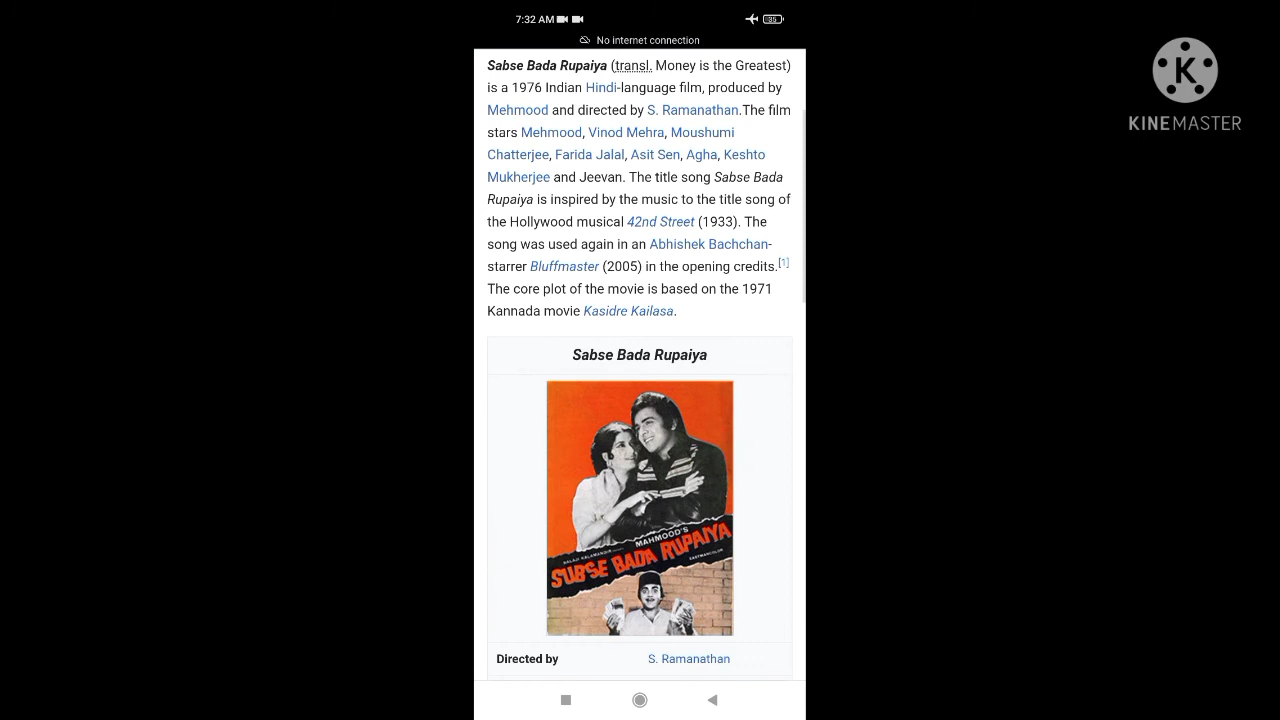 7:32 AM
35
No internet connection
Sabse Bada Rupaiya (transl. Money is the Greatest)
is a 1976 Indian Hindi-language film, produced by
Mehmood and directed by S. Ramanathan.The film
stars Mehmood, Vinod Mehra, Moushumi
Chatterjee, Farida Jalal, Asit Sen, Agha, Keshto
Mukherjee and Jeevan. The title song Sabse Bada
Rupaiya is inspired by the music to the title song of
the Hollywood musical 42nd Street (1933). The
song was used again in an Abhishek Bachchan-
starrer Bluffmaster (2005) in the opening credits.[1]
The core plot of the movie is based on the 1971
Kannada movie Kasidre Kailasa.
Sabse Bada Rupaiya
BALAJI KALAMANDIR
MAHMOOD'S
SUBSE BADA RUPAIYA
EASTMANCOLOR
Directed by S. Ramanathan
K
KINEMASTER